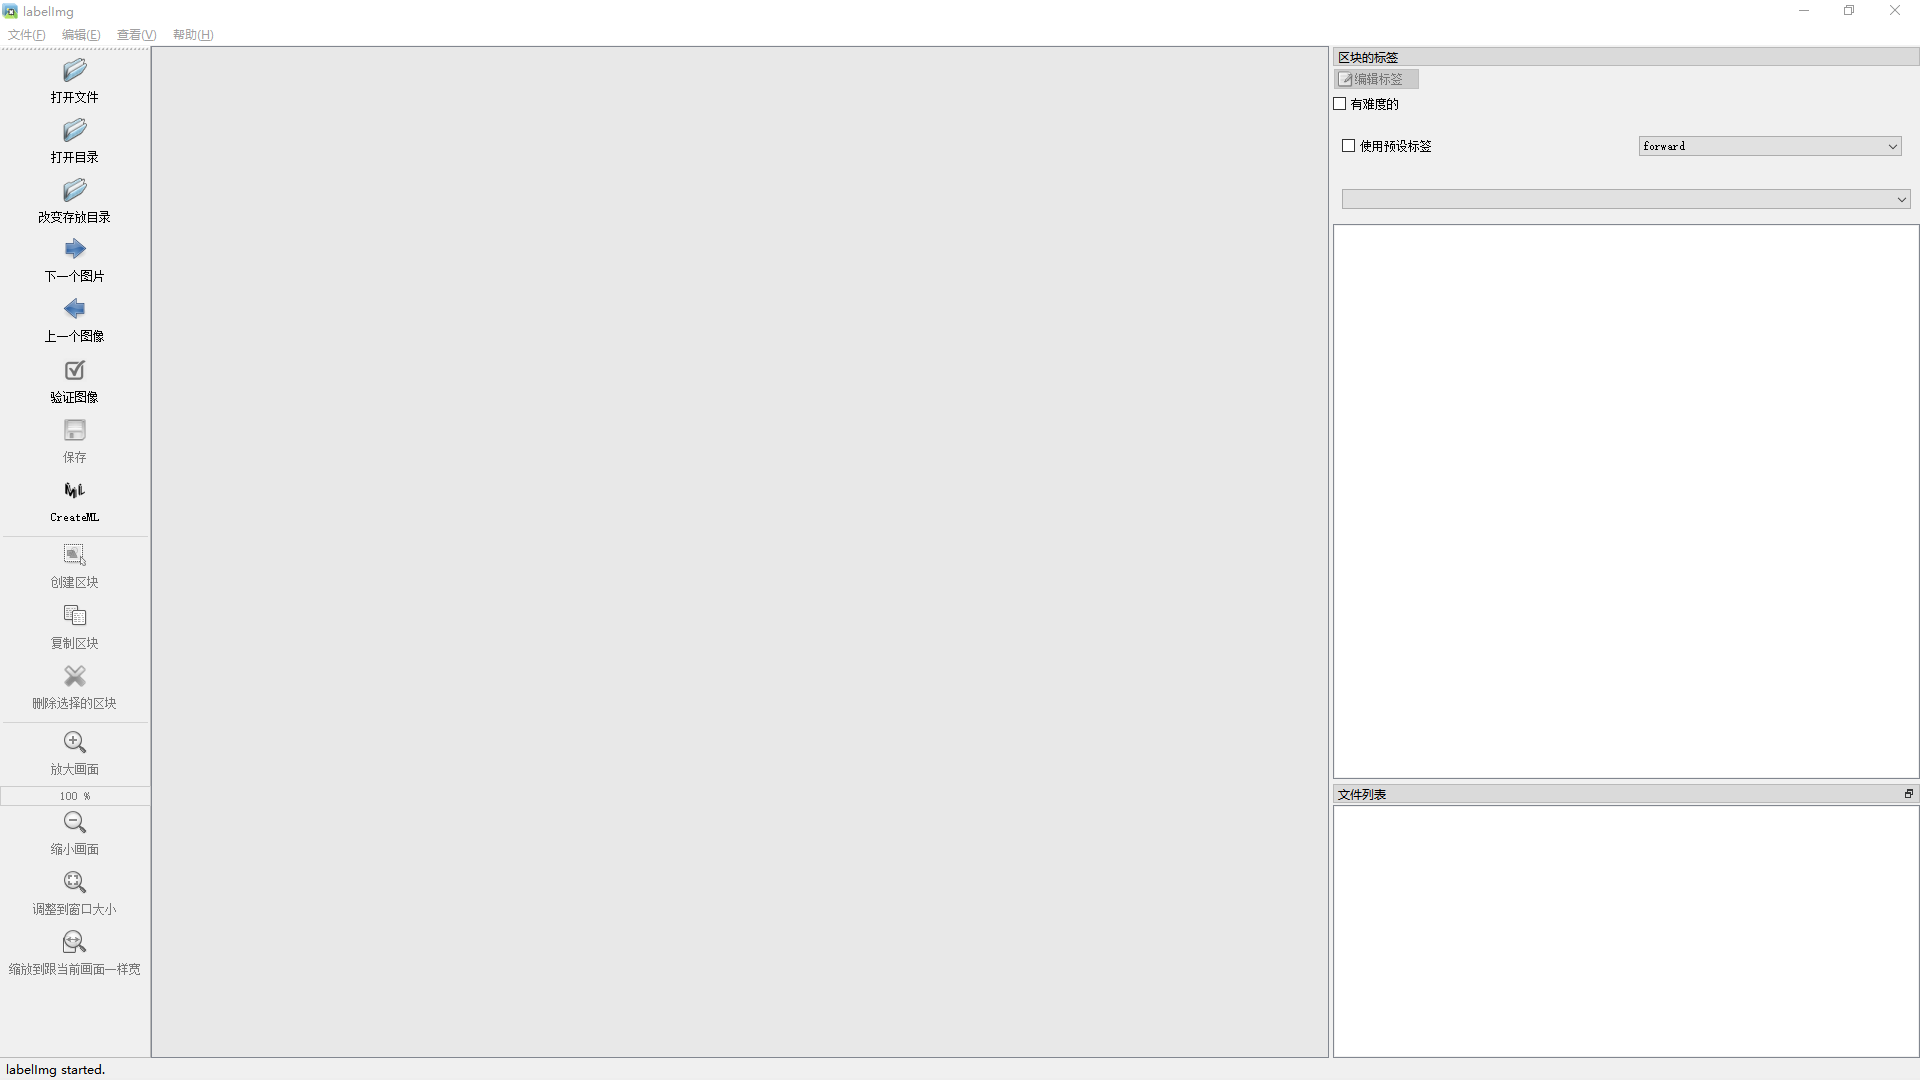 labelImg
文件(F) 编辑(E) 查看(V) 帮助(H)
打开文件
打开目录
改变存放目录
下一个图片
上一个图像
验证图像
保存
CreateML
创建区块
复制区块
删除选择的区块
放大画面
100 %
缩小画面
调整到窗口大小
缩放到跟当前画面一样宽
区块的标签
编辑标签
有难度的
使用预设标签
forward
文件列表
labelImg started.